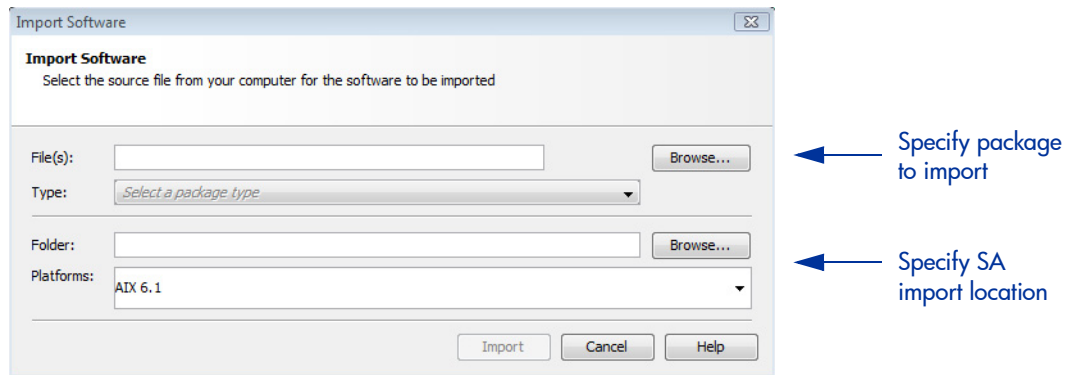 Import Software
Import Software
Select the source file from your computer for the software to be imported
File(s):
Browse...
Specify package
to import
Type:
Select a package type
Folder:
Browse...
Specify SA
import location
Platforms:
AIX 6.1
Import
Cancel
Help